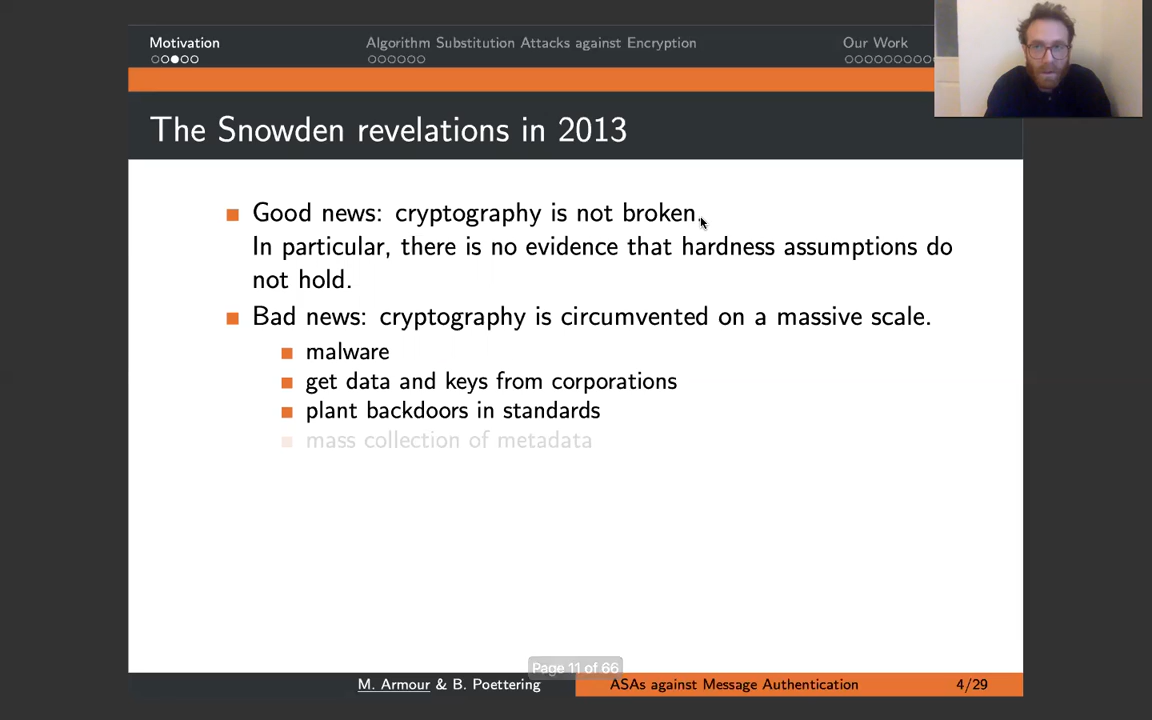 Motivation
Algorithm Substitution Attacks against Encryption
Our Work
The Snowden revelations in 2013
Good news: cryptography is not broken.
In particular, there is no evidence that hardness assumptions do
not hold.
Bad news: cryptography is circumvented on a massive scale.
malware
get data and keys from corporations
plant backdoors in standards
mass collection of metadata
Page 11 of 66
M. Armour & B. Poettering
ASAs against Message Authentication
4/29